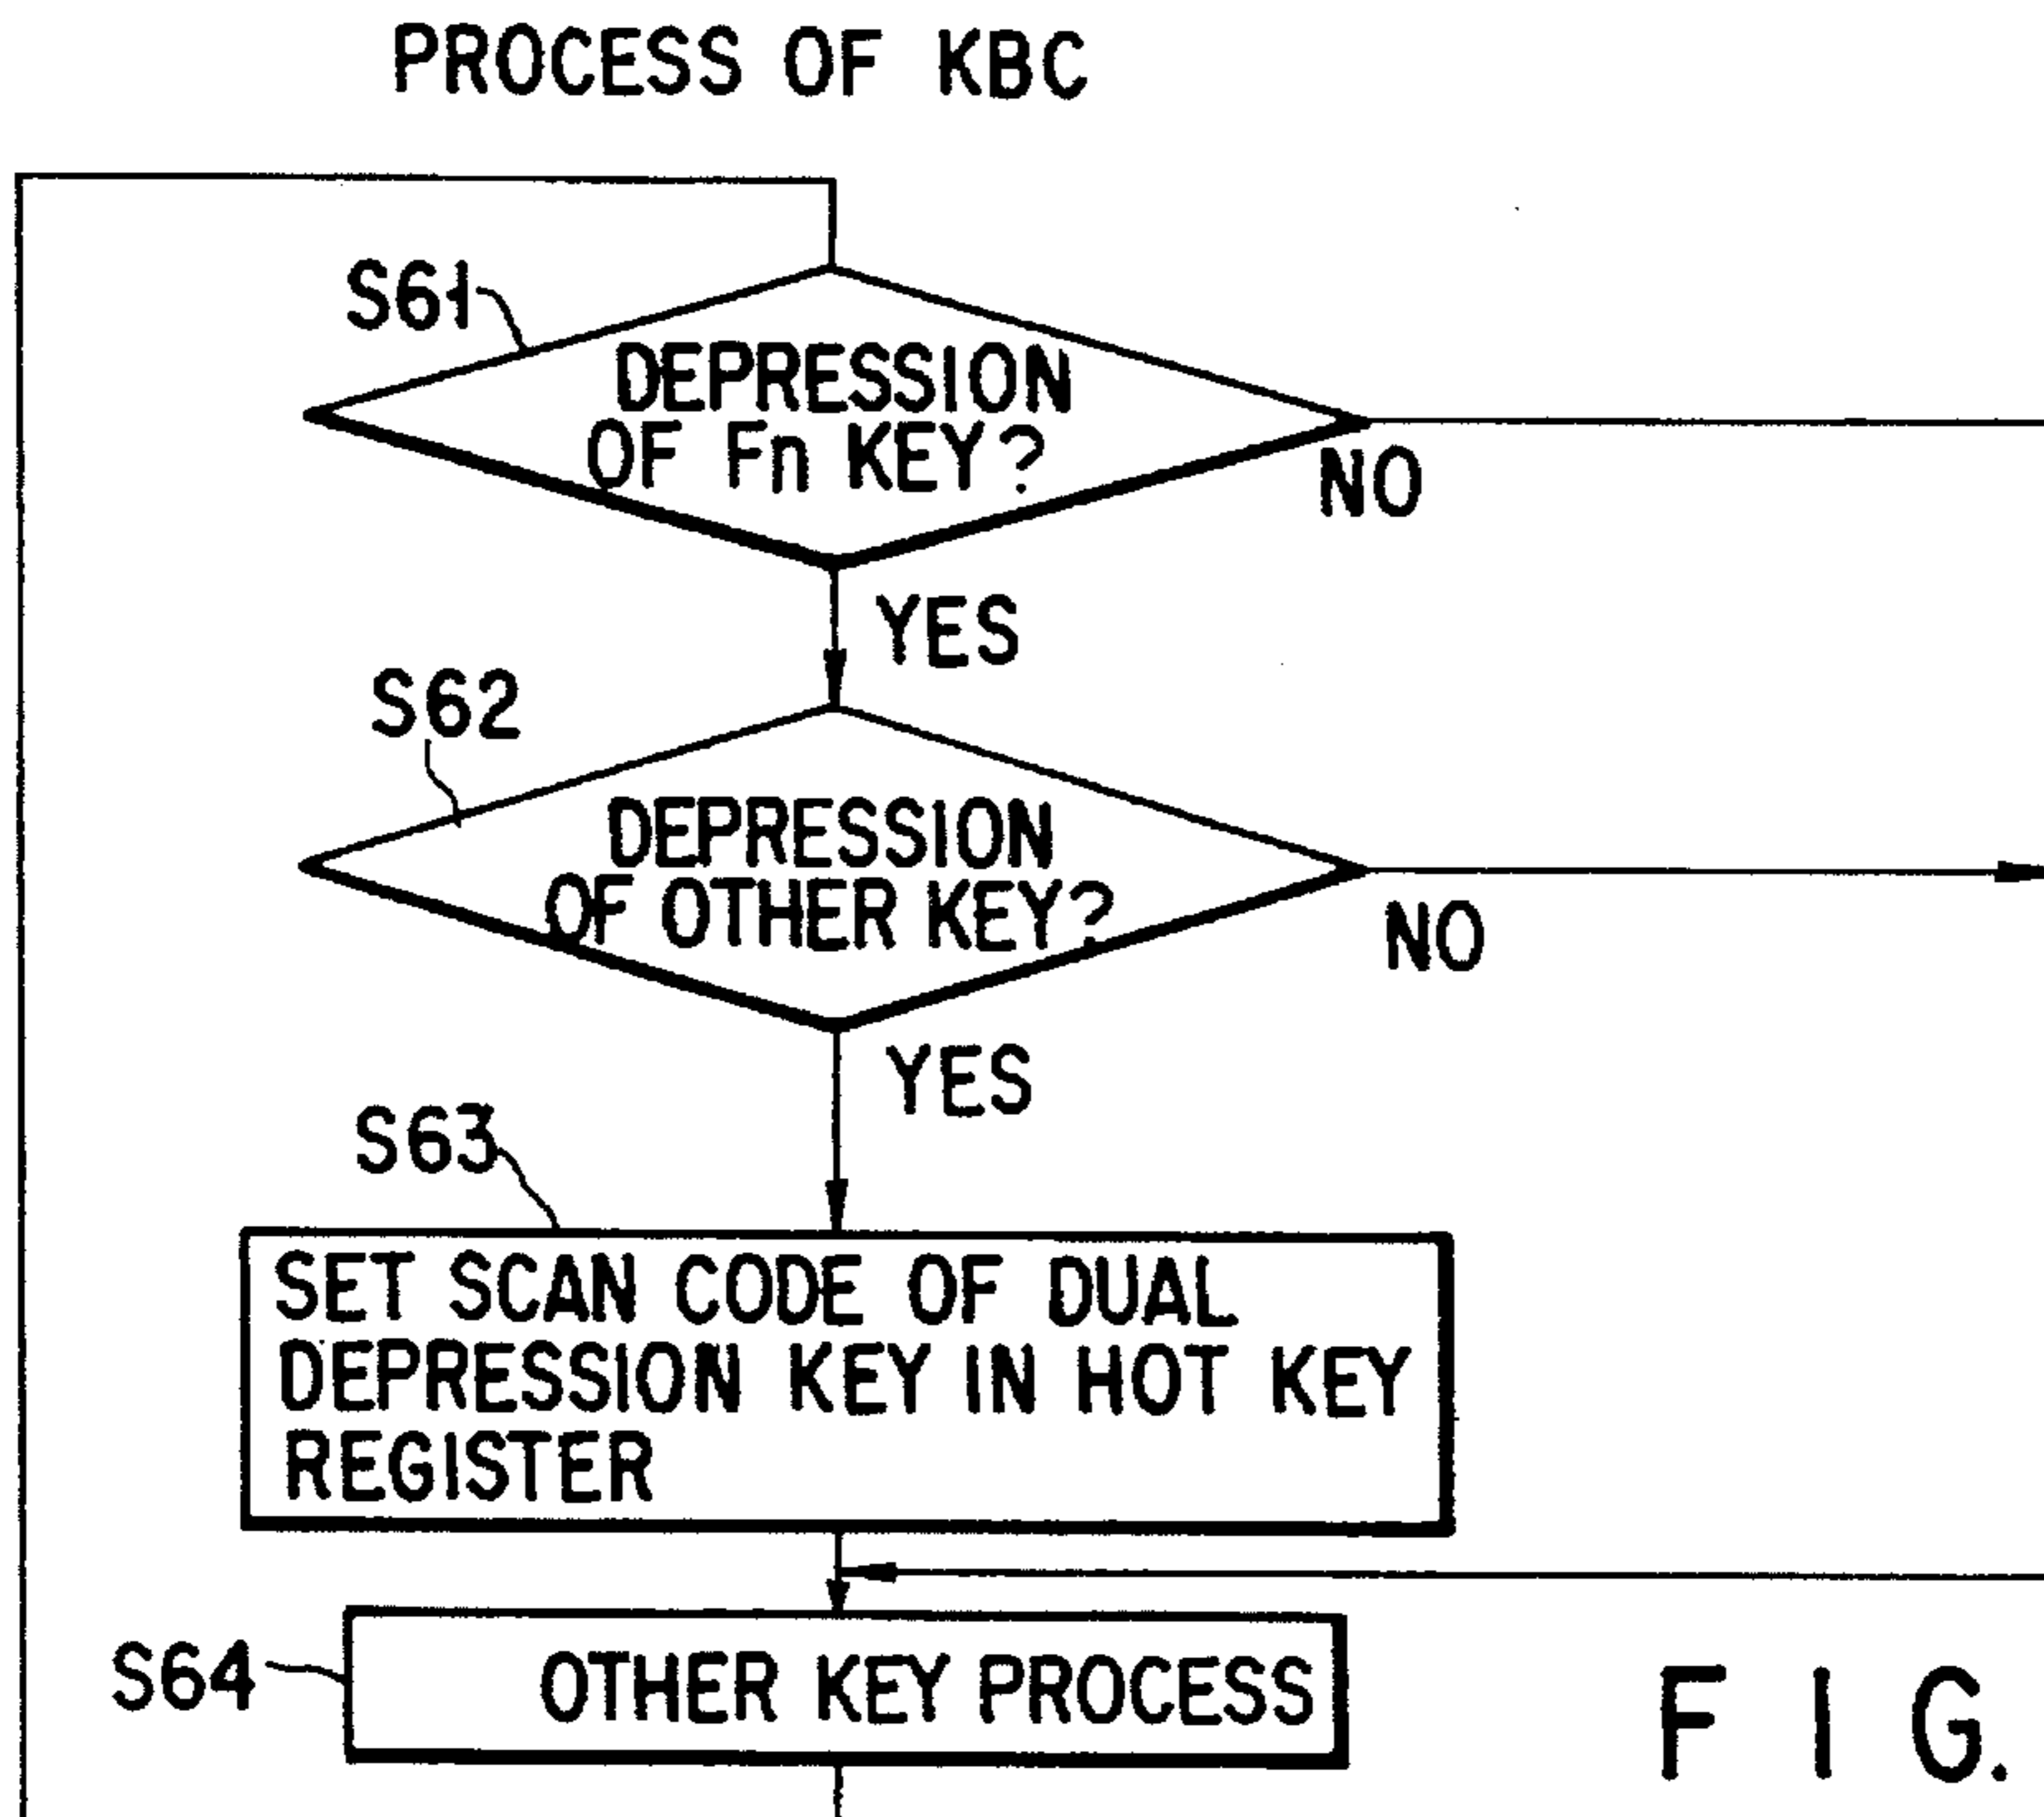 PROCESS OF KBC
S61
DEPRESSION
OF Fn KEY?
NO
YES
S62
DEPRESSION
OF OTHER KEY?
NO
YES
S63
SET SCAN CODE OF DUAL
DEPRESSION KEY IN HOT KEY
REGISTER
S64
OTHER KEY PROCESS
FIG.